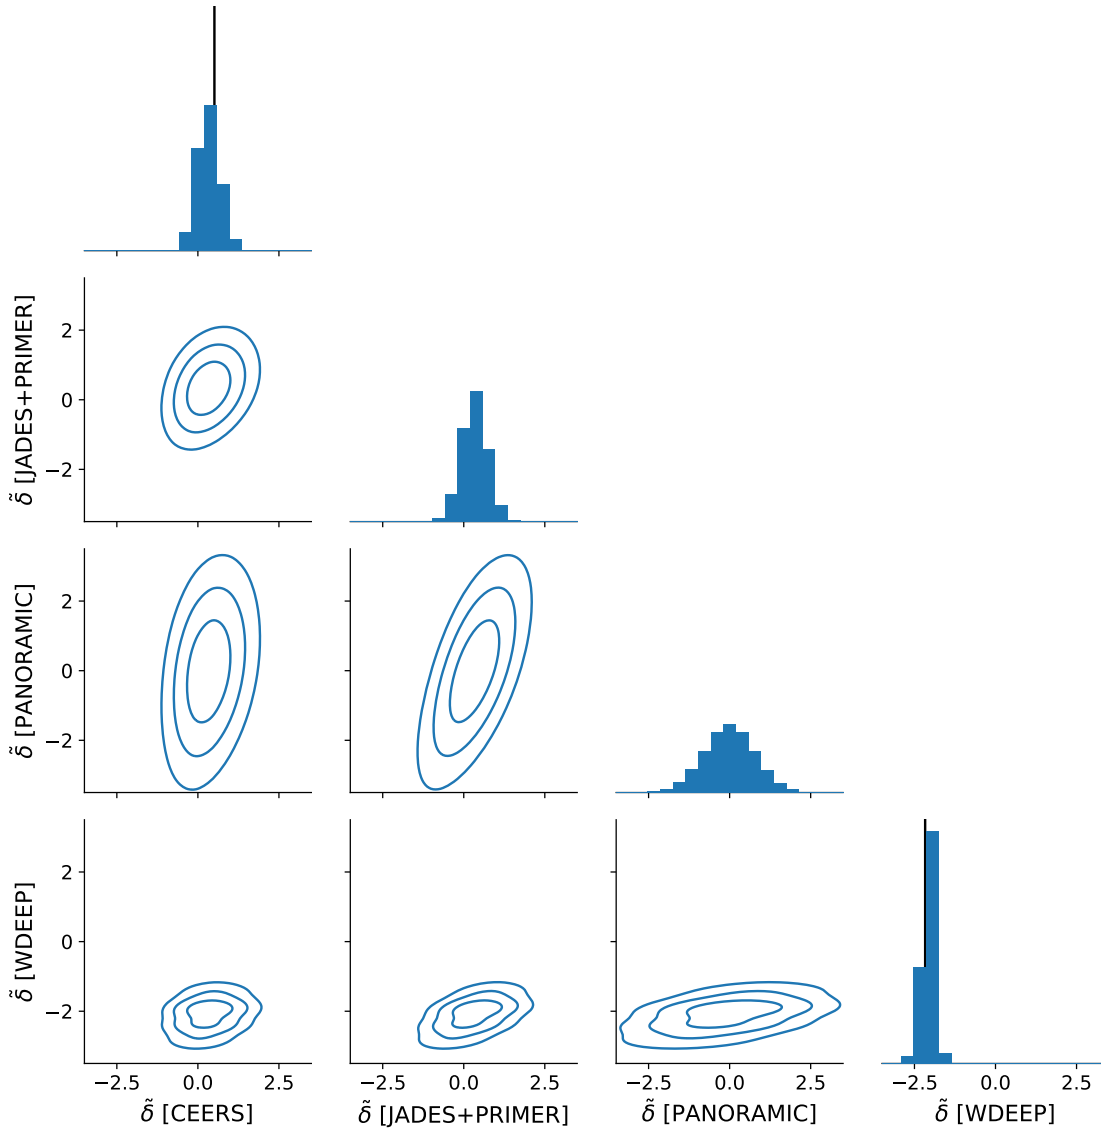 2
0
−2
δ̃ [JADES+PRIMER]
2
0
−2
δ̃ [PANORAMIC]
2
0
−2
δ̃ [WDEEP]
−2.5 0.0 2.5 −2.5 0.0 2.5 −2.5 0.0 2.5 −2.5 0.0 2.5
δ̃ [CEERS] δ̃ [JADES+PRIMER] δ̃ [PANORAMIC] δ̃ [WDEEP]